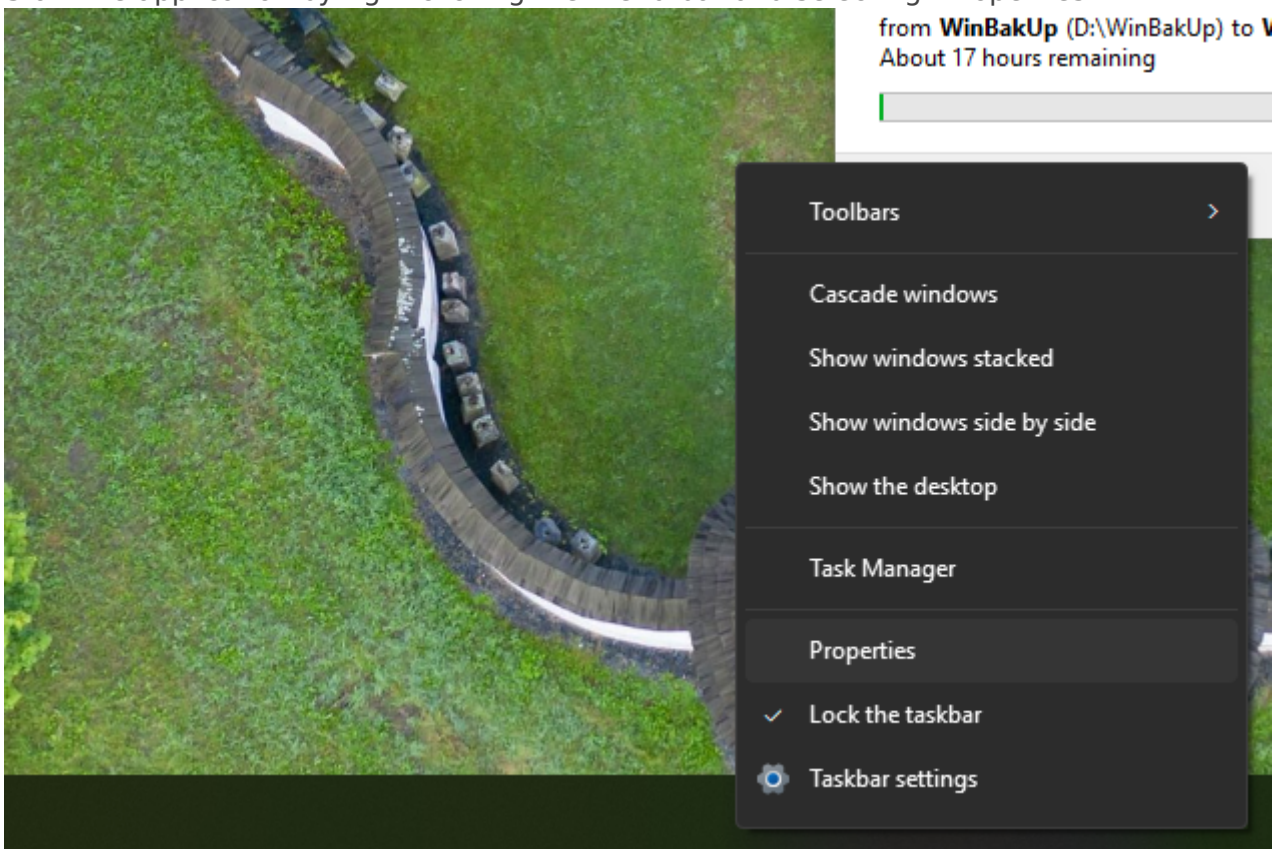 from WinBakUp (D:\WinBakUp) to
About 17 hours remaining
Toolbars
Cascade windows
Show windows stacked
Show windows side by side
Show the desktop
Task Manager
Properties
Lock the taskbar
Taskbar settings